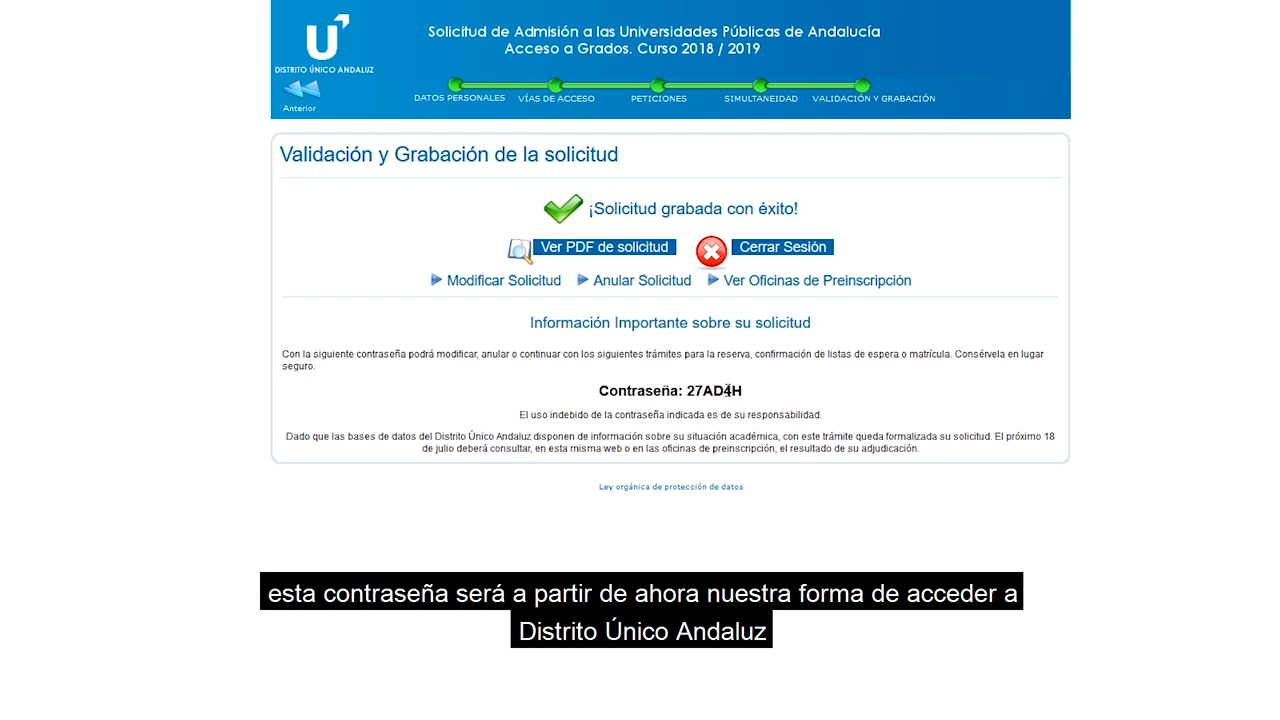 Solicitud de Admisión a las Universidades Públicas de Andalucía
Acceso a Grados. Curso 2018 / 2019
U
DISTRITO ÚNICO ANDALUZ
Anterior
DATOS PERSONALES VÍAS DE ACCESO PETICIONES SIMULTANEIDAD VALIDACIÓN Y GRABACIÓN
Validación y Grabación de la solicitud
¡Solicitud grabada con éxito!
Ver PDF de solicitud Cerrar Sesión
Modificar Solicitud Anular Solicitud Ver Oficinas de Preinscripción
Información Importante sobre su solicitud
Con la siguiente contraseña podrá modificar, anular o continuar con los siguientes trámites para la reserva, confirmación de listas de espera o matrícula. Consérvela en lugar
seguro.
Contraseña: 27AD4H
El uso indebido de la contraseña indicada es de su responsabilidad.
Dado que las bases de datos del Distrito Único Andaluz disponen de información sobre su situación académica, con este trámite queda formalizada su solicitud. El próximo 18
de julio deberá consultar, en esta misma web o en las oficinas de preinscripción, el resultado de su adjudicación.
Ley orgánica de protección de datos
esta contraseña será a partir de ahora nuestra forma de acceder a
Distrito Único Andaluz